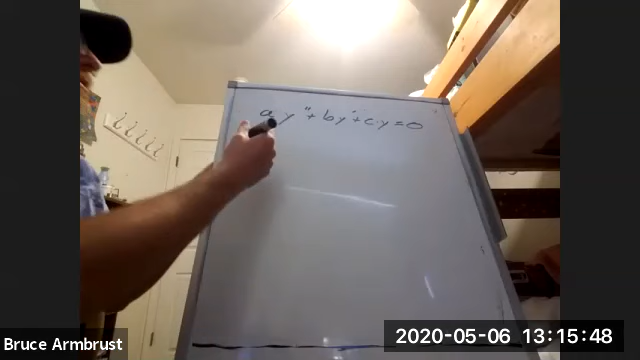 ay" + by' + cy = 0
Bruce Armbrust
2020-05-06 13:15:48